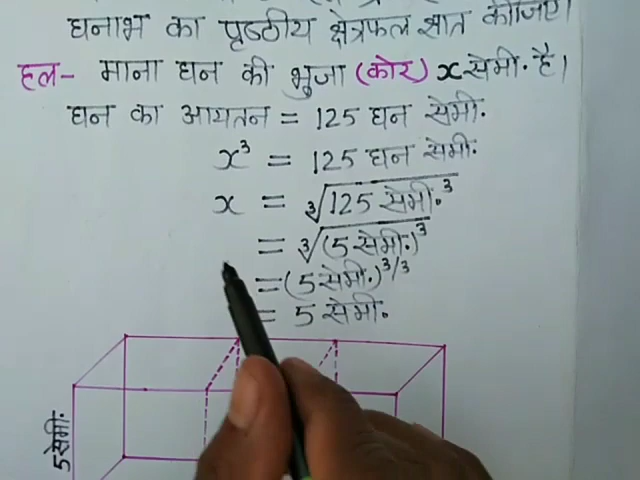 घनाभ का पृष्ठीय क्षेत्रफल ज्ञात कीजिए।
हल- माना घन की भुजा (कोर) x सेमी. है।
घन का आयतन = 125 घन सेमी.
x³ = 125 घन सेमी.
x = ∛125 सेमी.³
= ∛(5 सेमी.)³
= (5 सेमी.)³/³
= 5 सेमी.
5 सेमी.